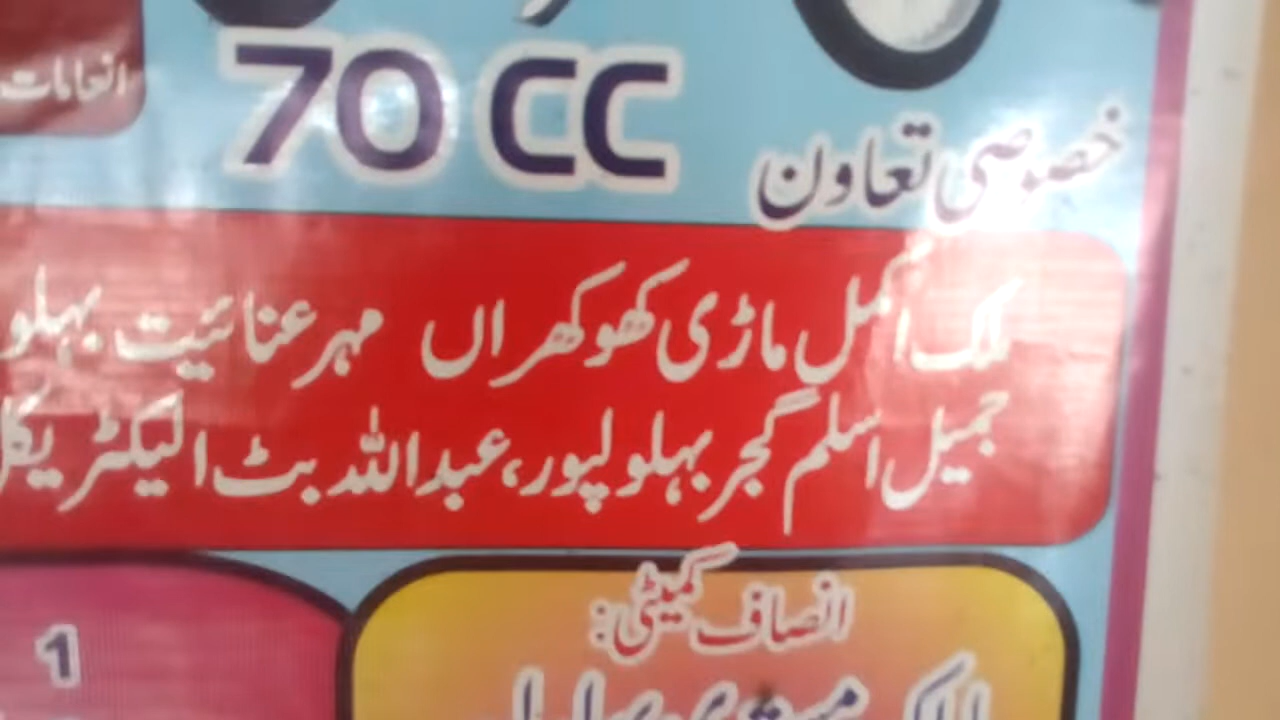 انعامات
70 CC
خصوصی تعاون
ملک اکمل ماڑی کھوکھراں مہر عنائیت بہلو
جمیل اسلم گجر بہلولپور، عبداللہ بٹ الیکٹریکل
انصاف کمیٹی:
1